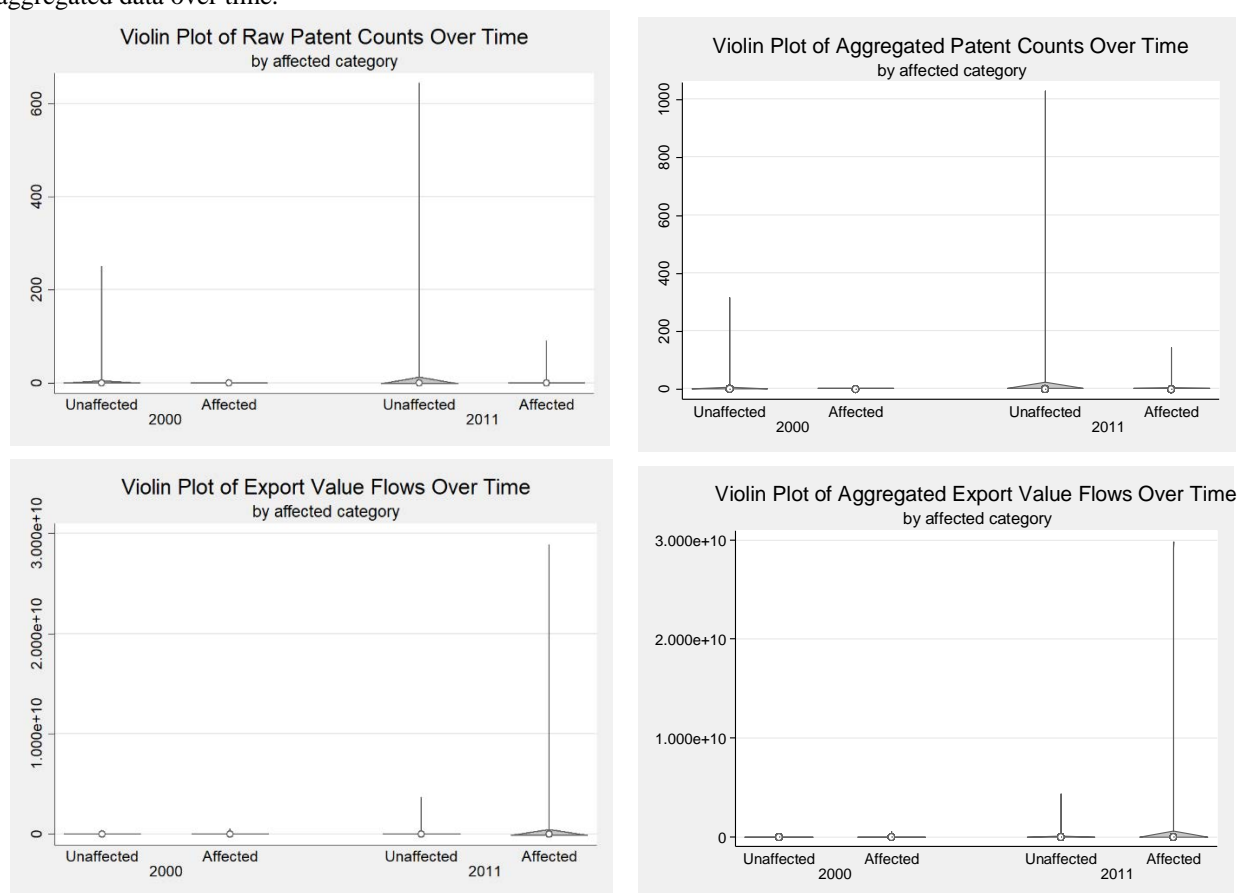 aggregated data over time.
Violin Plot of Raw Patent Counts Over Time
by affected category
600
400
200
0
Unaffected Affected Unaffected Affected
2000 2011
Violin Plot of Aggregated Patent Counts Over Time
by affected category
1000
800
600
400
200
0
Unaffected Affected Unaffected Affected
2000 2011
Violin Plot of Export Value Flows Over Time
by affected category
3.000e+10
2.000e+10
1.000e+10
0
Unaffected Affected Unaffected Affected
2000 2011
Violin Plot of Aggregated Export Value Flows Over Time
by affected category
3.000e+10
2.000e+10
1.000e+10
0
Unaffected Affected Unaffected Affected
2000 2011